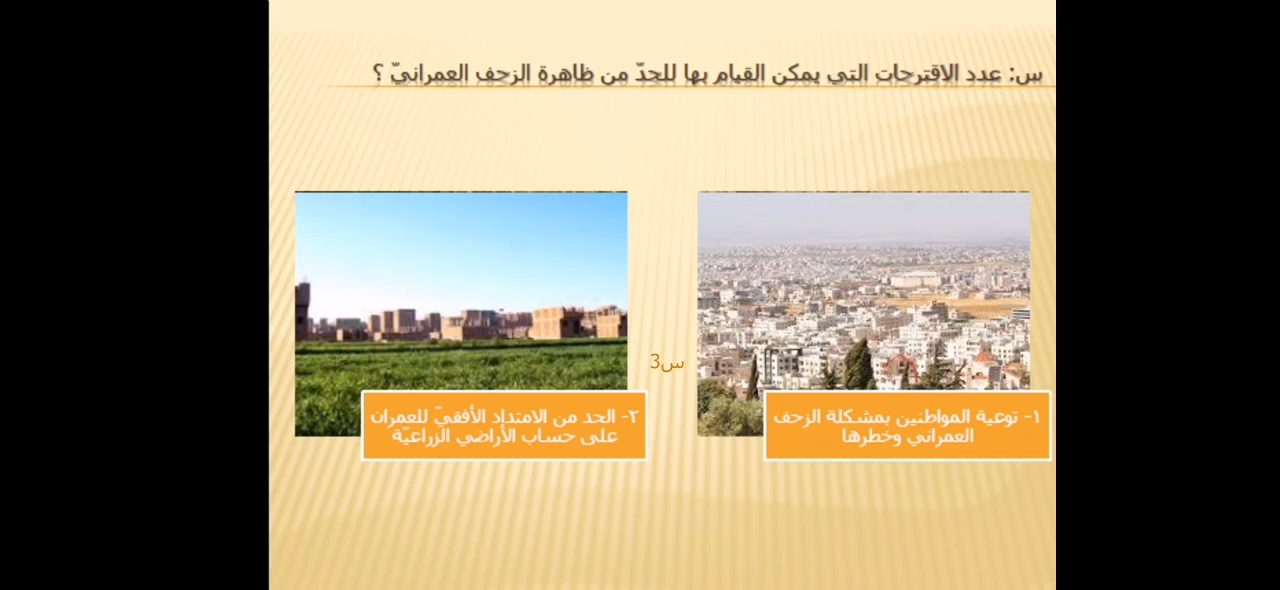 س: عدد الاقترحات التي يمكن القيام بها للحدّ من ظاهرة الزحف العمرانيّ ؟
١- توعية المواطنين بمشكلة الزحف
العمراني وخطرها
س3
٢- الحد من الامتداد الأفقيّ للعمران
على حساب الأراضي الزراعيّة